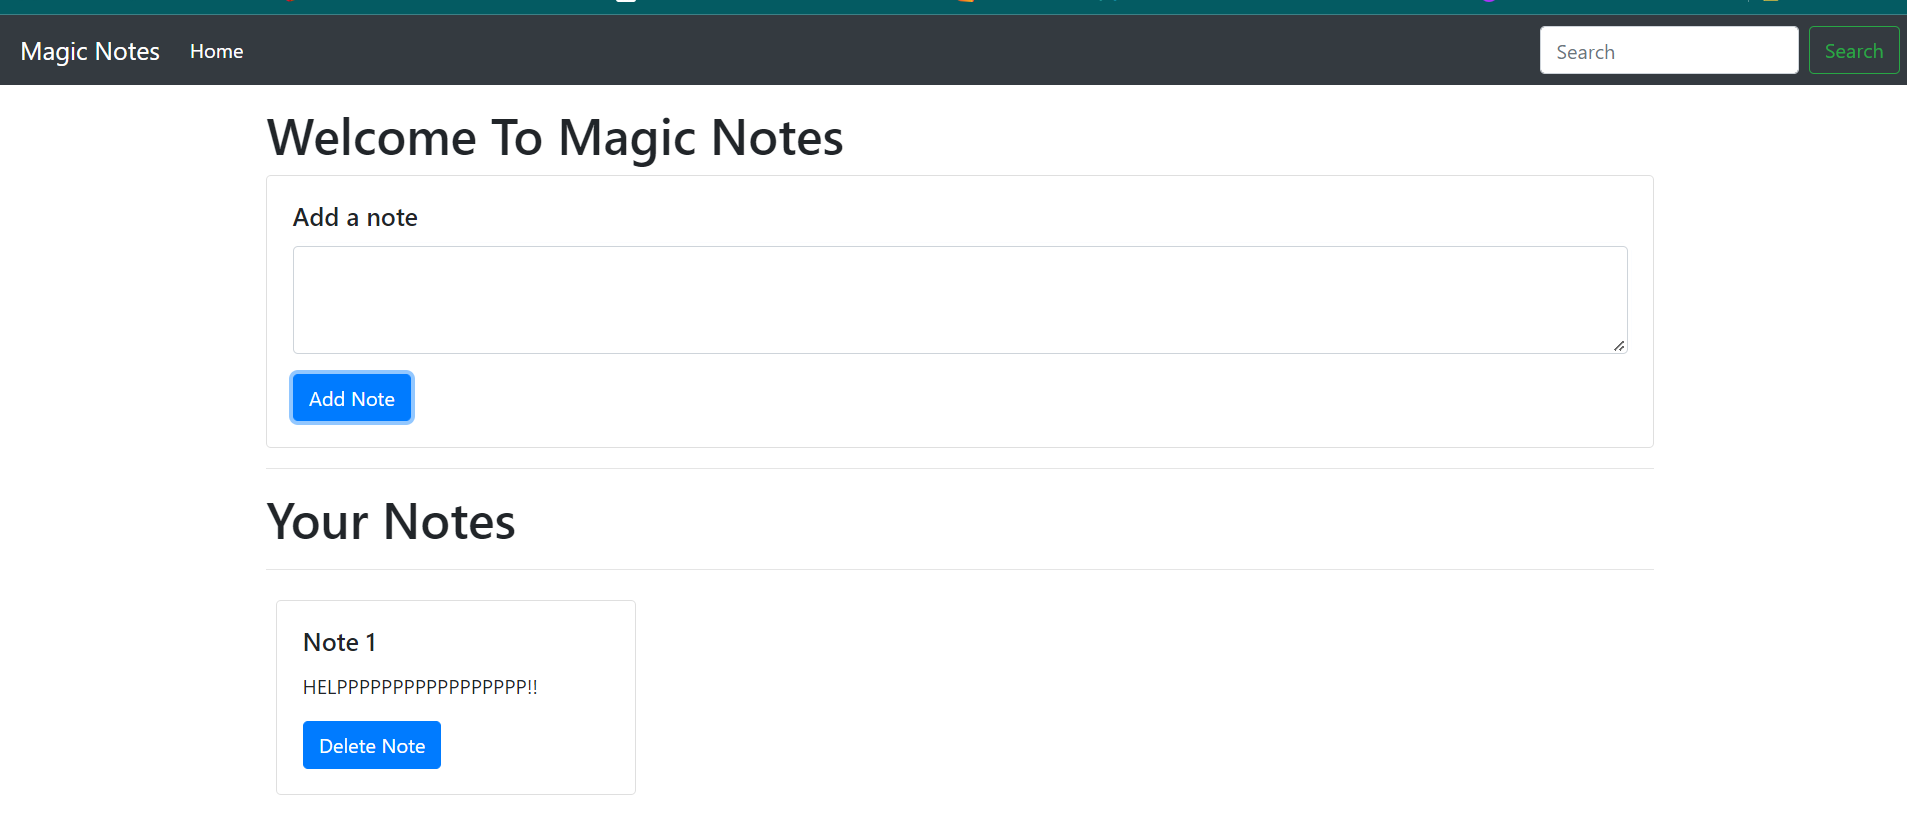 Magic Notes Home Search Search
Welcome To Magic Notes
Add a note
Add Note
Your Notes
Note 1
HELPPPPPPPPPPPPPPPPP!!
Delete Note